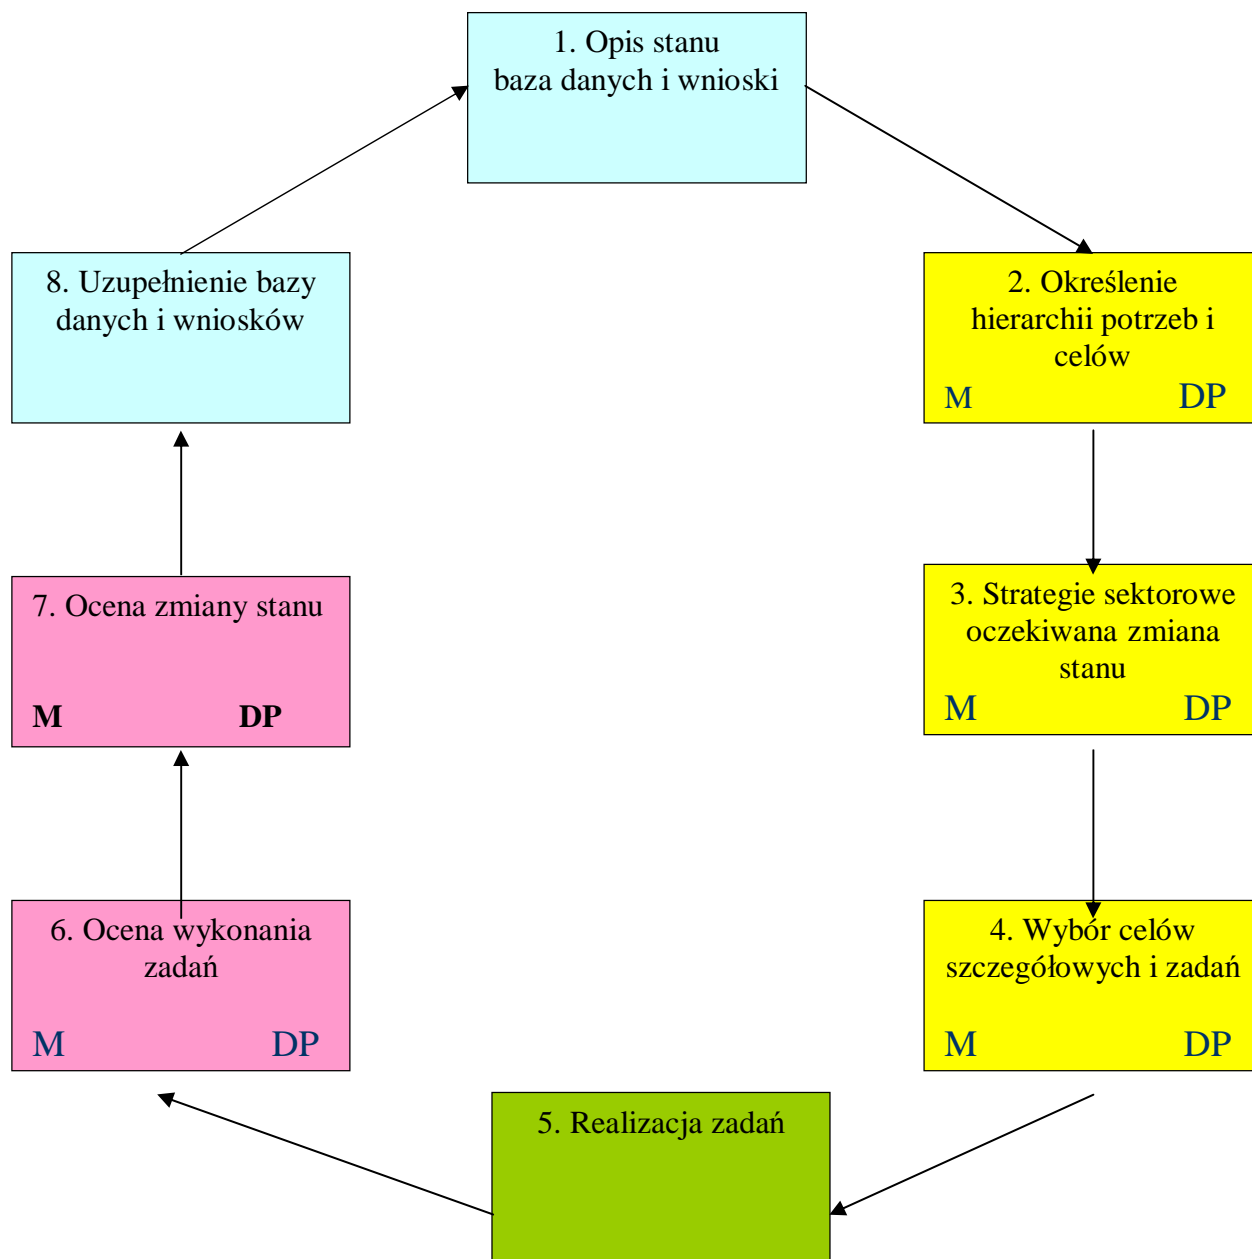 1. Opis stanu
baza danych i wnioski
2. Określenie
hierarchii potrzeb i
celów
M DP
3. Strategie sektorowe
oczekiwana zmiana
stanu
M DP
4. Wybór celów
szczegółowych i zadań
M DP
5. Realizacja zadań
6. Ocena wykonania
zadań
M DP
7. Ocena zmiany stanu
M DP
8. Uzupełnienie bazy
danych i wniosków